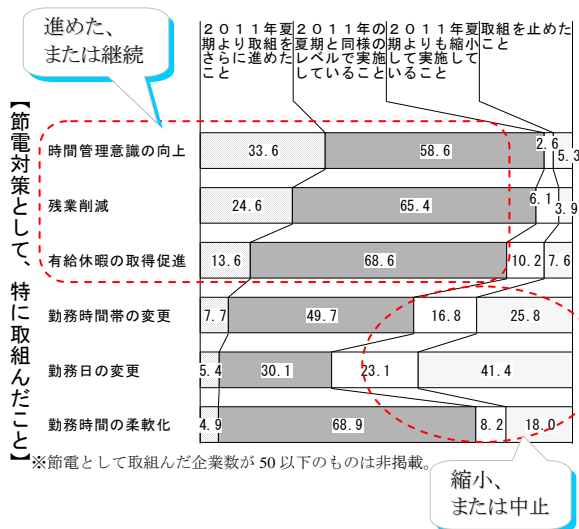 進めた、
または継続
２０１１年夏
期より取組を
さらに進めた
こと
２０１１年の
夏期と同様の
レベルで実施
していること
２０１１年夏
期よりも縮小
して実施して
いること
取組を止めた
こと
【節電対策として、特に取組んだこと】
時間管理意識の向上 33.6 58.6 2.6 5.3
残業削減 24.6 65.4 6.1 3.9
有給休暇の取得促進 13.6 68.6 10.2 7.6
勤務時間帯の変更 7.7 49.7 16.8 25.8
勤務日の変更 5.4 30.1 23.1 41.4
勤務時間の柔軟化 4.9 68.9 8.2 18.0
※節電として取組んだ企業数が 50 以下のものは非掲載。
縮小、
または中止